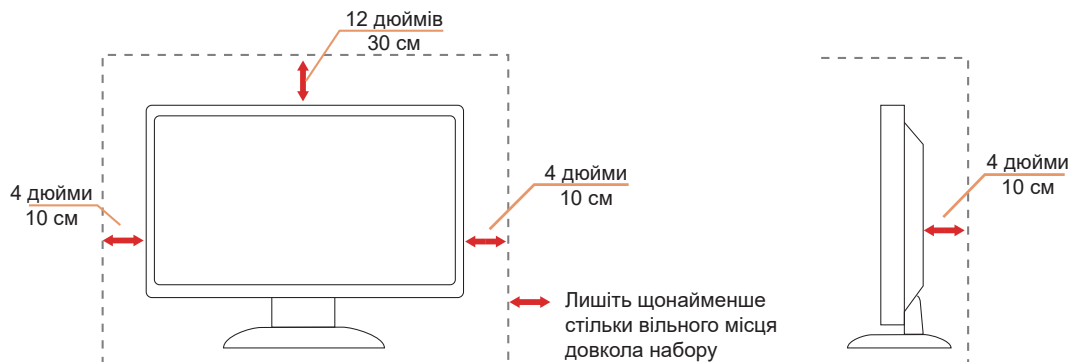 12 дюймів
30 см
4 дюйми
10 см
4 дюйми
10 см
4 дюйми
10 см
Лишіть щонайменше
стільки вільного місця
довкола набору